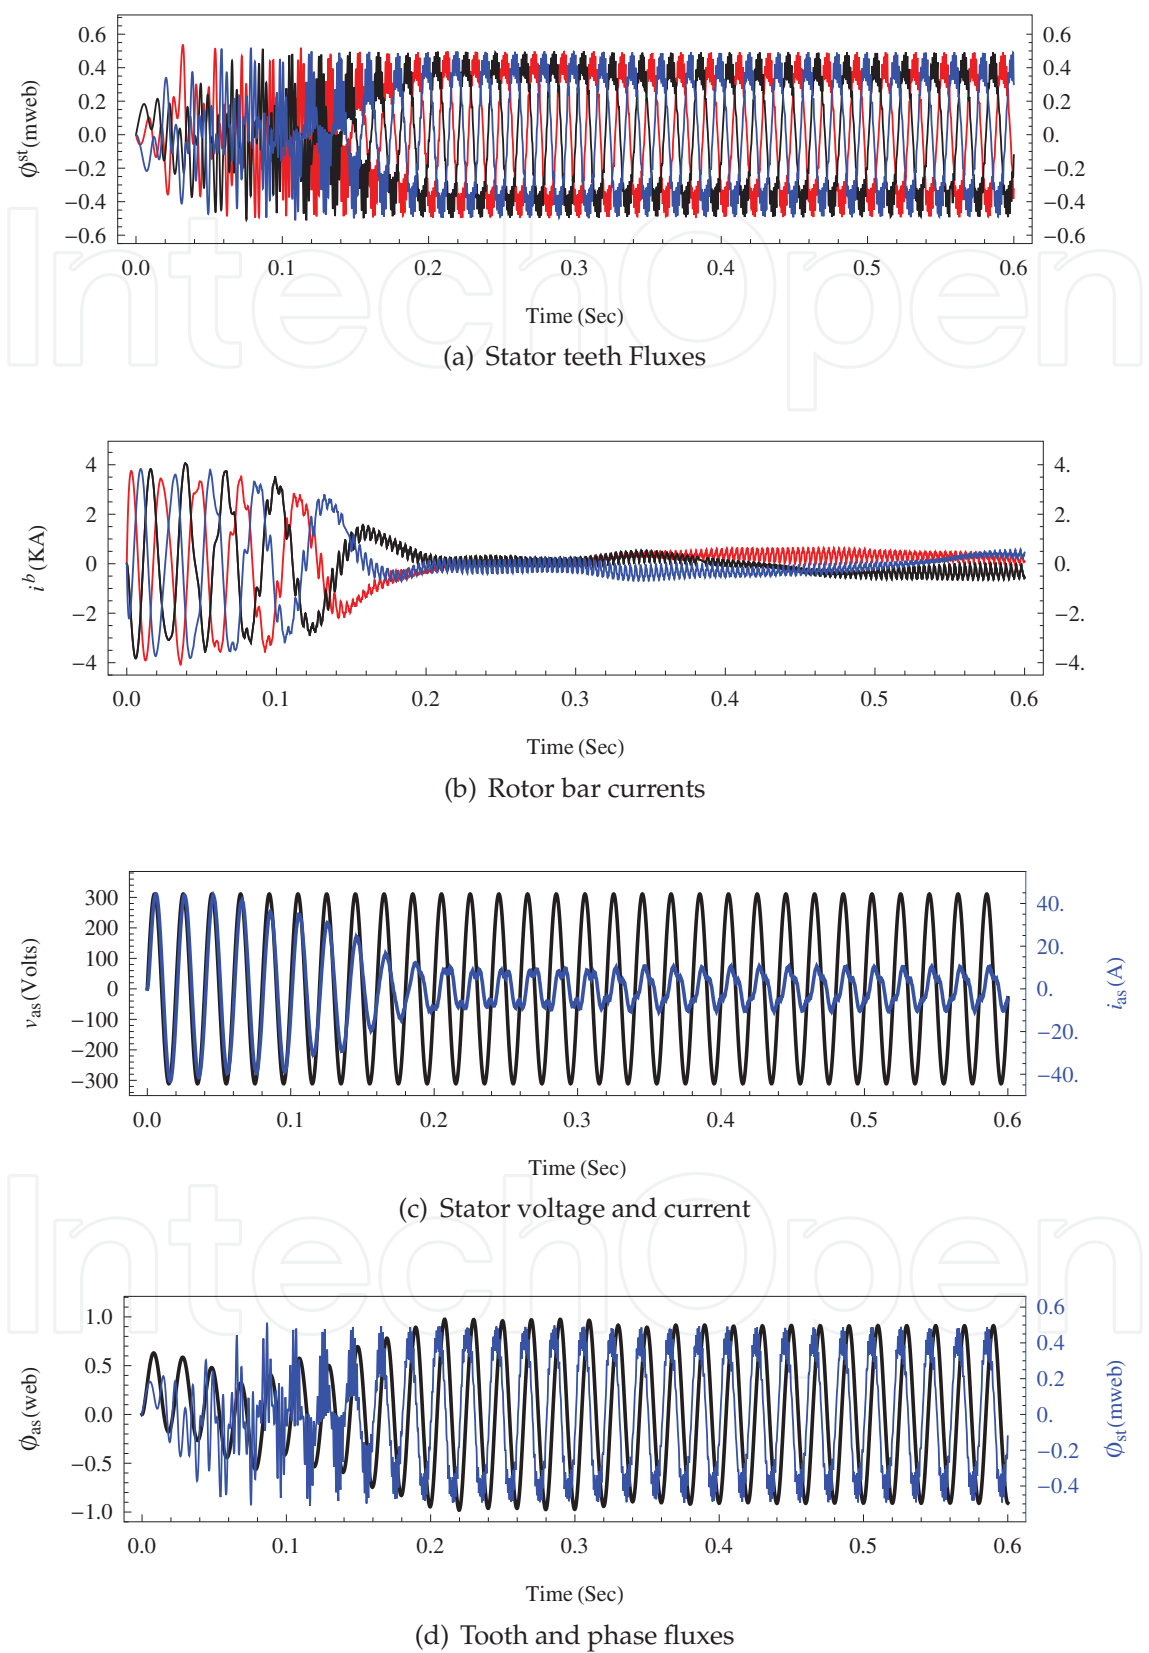 0.6
0.4
0.2
0.0
−0.2
−0.4
−0.6
ϕ^st (mweb)
0.6
0.4
0.2
0.
−0.2
−0.4
−0.6
0.0 0.1 0.2 0.3 0.4 0.5 0.6
Time (Sec)
(a) Stator teeth Fluxes
4
2
0
−2
−4
i^b (KA)
4.
2.
0.
−2.
−4.
0.0 0.1 0.2 0.3 0.4 0.5 0.6
Time (Sec)
(b) Rotor bar currents
300
200
100
0
−100
−200
−300
v_as (Volts)
40.
20.
0.
−20.
−40.
i_as (A)
0.0 0.1 0.2 0.3 0.4 0.5 0.6
Time (Sec)
(c) Stator voltage and current
1.0
0.5
0.0
−0.5
−1.0
ϕ_as (web)
0.6
0.4
0.2
0.
−0.2
−0.4
ϕ_st (mweb)
0.0 0.1 0.2 0.3 0.4 0.5 0.6
Time (Sec)
(d) Tooth and phase fluxes
IntechOpen
IntechOpen